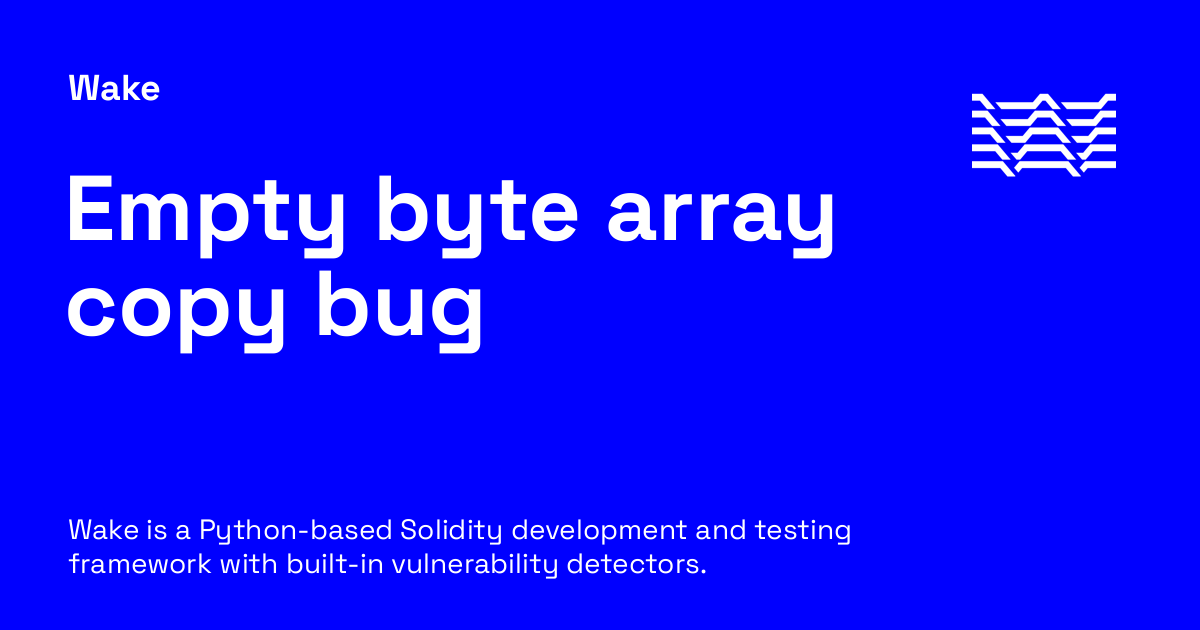 Wake
Empty byte array
copy bug
Wake is a Python-based Solidity development and testing
framework with built-in vulnerability detectors.